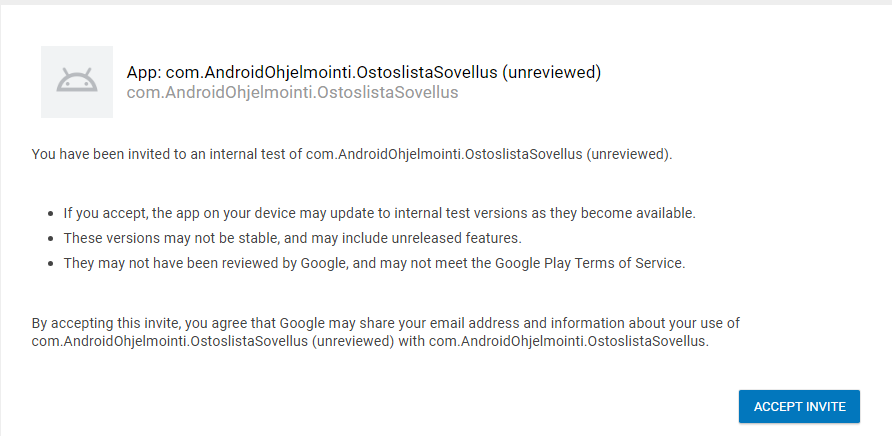 App: com.AndroidOhjelmointi.OstoslistaSovellus (unreviewed)
com.AndroidOhjelmointi.OstoslistaSovellus
You have been invited to an internal test of com.AndroidOhjelmointi.OstoslistaSovellus (unreviewed).
• If you accept, the app on your device may update to internal test versions as they become available.
• These versions may not be stable, and may include unreleased features.
• They may not have been reviewed by Google, and may not meet the Google Play Terms of Service.
By accepting this invite, you agree that Google may share your email address and information about your use of
com.AndroidOhjelmointi.OstoslistaSovellus (unreviewed) with com.AndroidOhjelmointi.OstoslistaSovellus.
ACCEPT INVITE